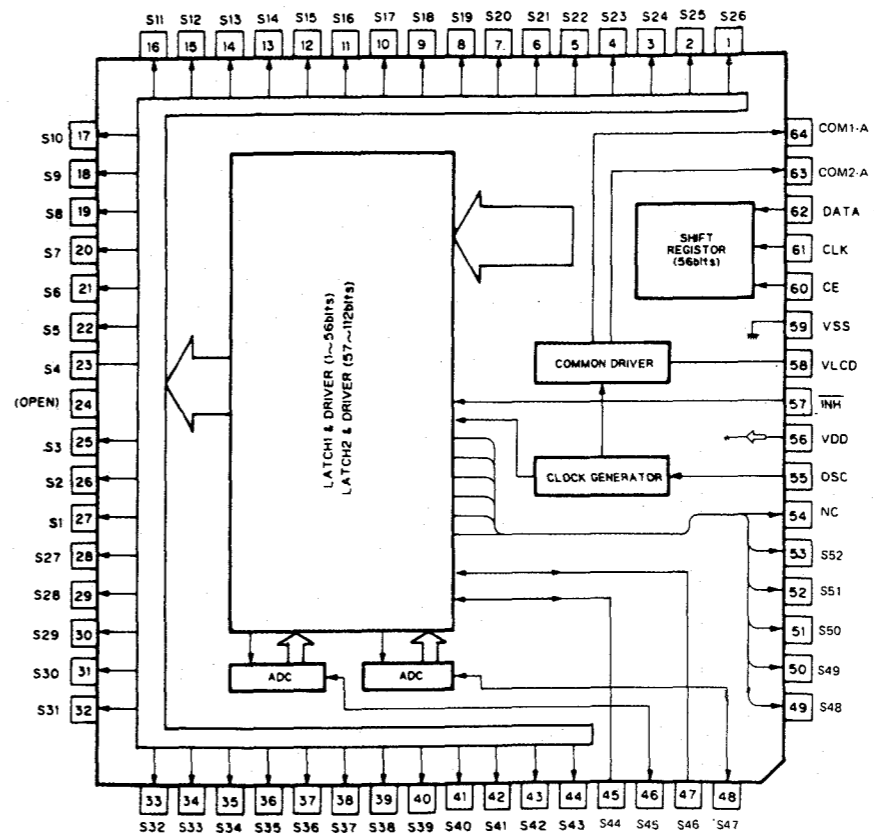 S11 S12 S13 S14 S15 S16 S17 S18 S19 S20 S21 S22 S23 S24 S25 S26
16 15 14 13 12 11 10 9 8 7 6 5 4 3 2 1
S10 17
S9 18
S8 19
S7 20
S6 21
S5 22
S4 23
(OPEN) 24
S3 25
S2 26
S1 27
S27 28
S28 29
S29 30
S30 31
S31 32
LATCH1 & DRIVER (1~56bits)
LATCH2 & DRIVER (57~112bits)
ADC
ADC
SHIFT
REGISTOR
(56bits)
COMMON DRIVER
CLOCK GENERATOR
64 COM1-A
63 COM2-A
62 DATA
61 CLK
60 CE
59 VSS
58 VLCD
57 INH
56 VDD
55 OSC
54 NC
53 S52
52 S51
51 S50
50 S49
49 S48
33 34 35 36 37 38 39 40 41 42 43 44 45 46 47 48
S32 S33 S34 S35 S36 S37 S38 S39 S40 S41 S42 S43 S44 S45 S46 S47